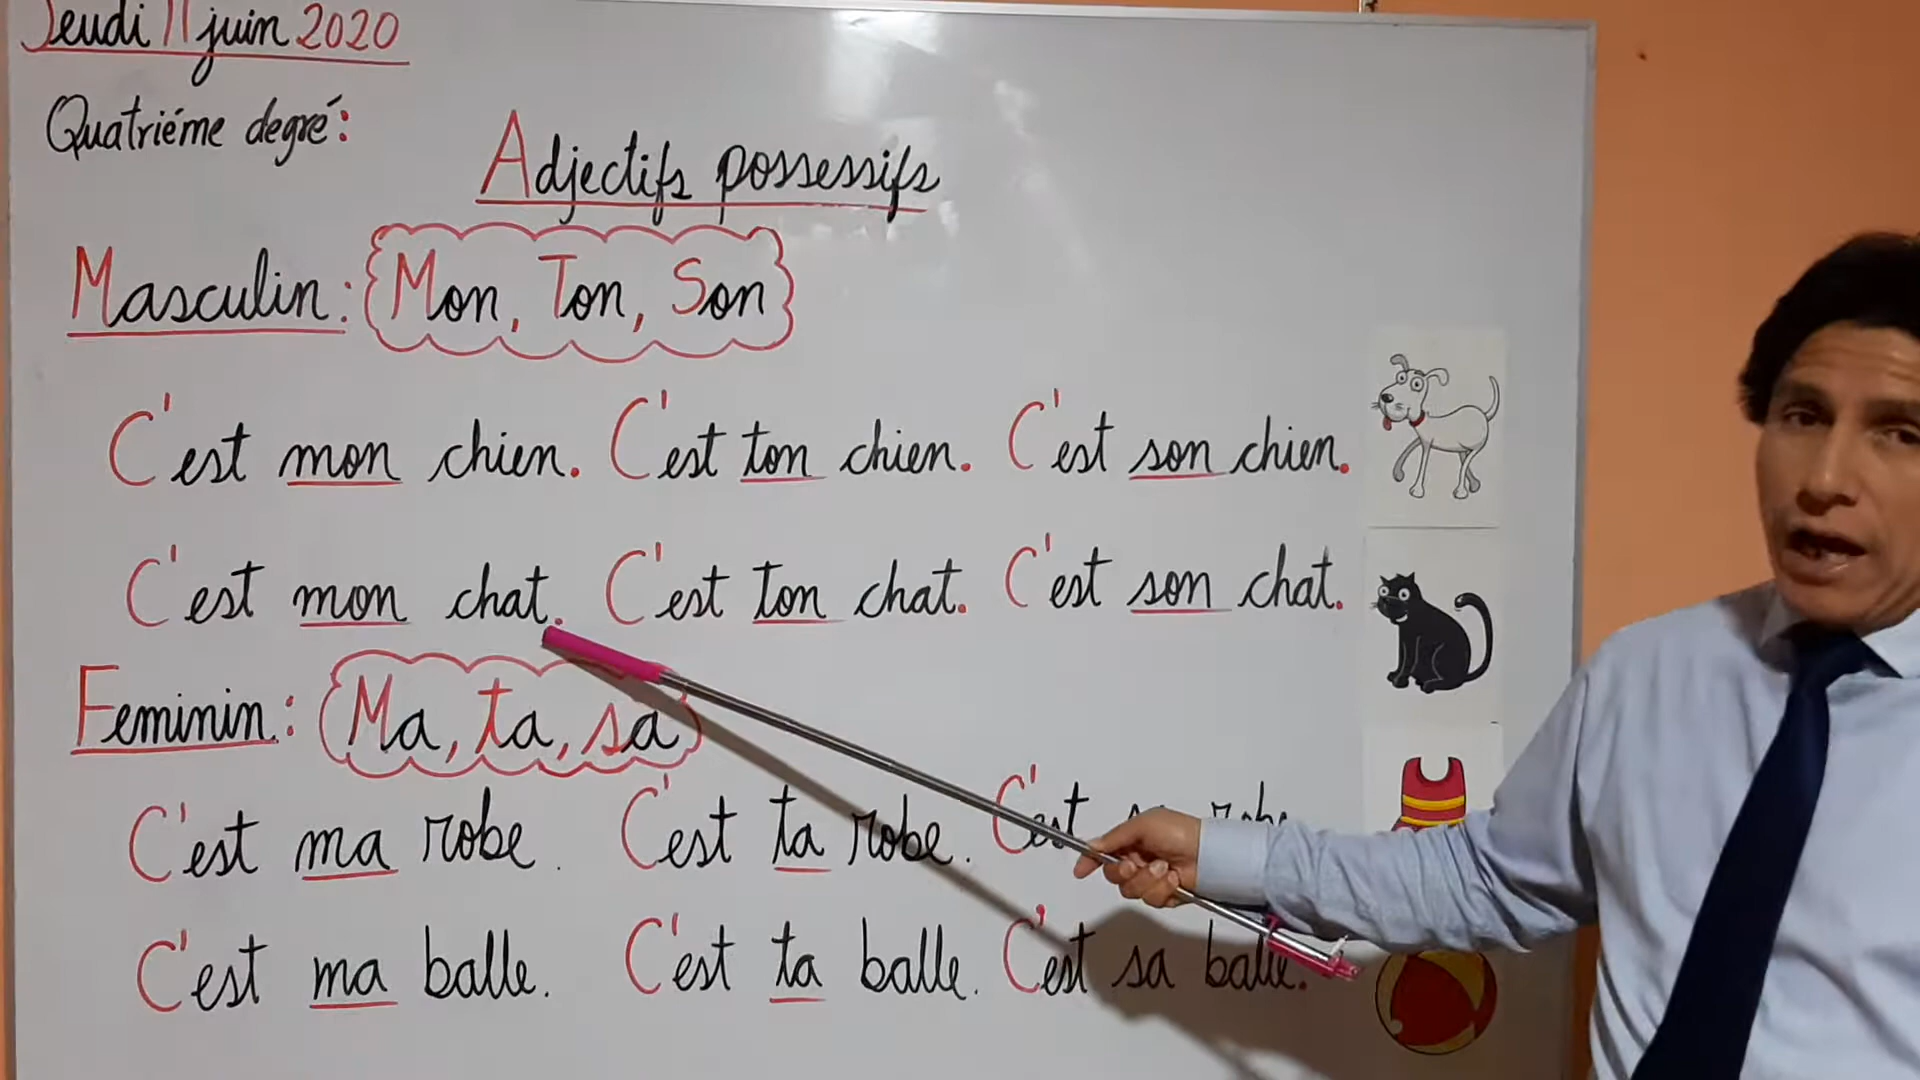 Jeudi 11 juin 2020
Quatriéme degré:
Adjectifs possessifs
Masculin: Mon, Ton, Son
C'est mon chien. C'est ton chien. C'est son chien.
C'est mon chat. C'est ton chat. C'est son chat.
Feminin: Ma, ta, sa
C'est ma robe. C'est ta robe. C'est sa robe
C'est ma balle. C'est ta balle. C'est sa balle.